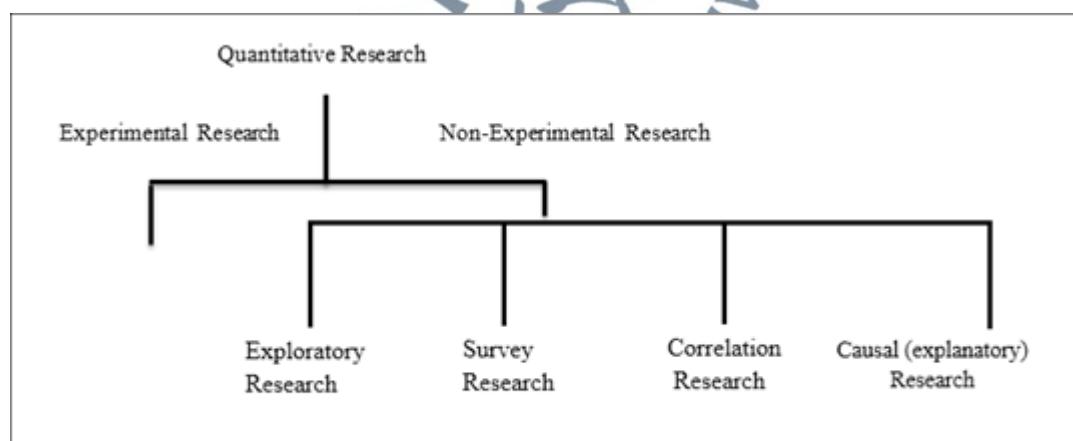 Quantitative Research
Experimental Research
Non-Experimental Research
Exploratory
Research
Survey
Research
Correlation
Research
Causal (explanatory)
Research